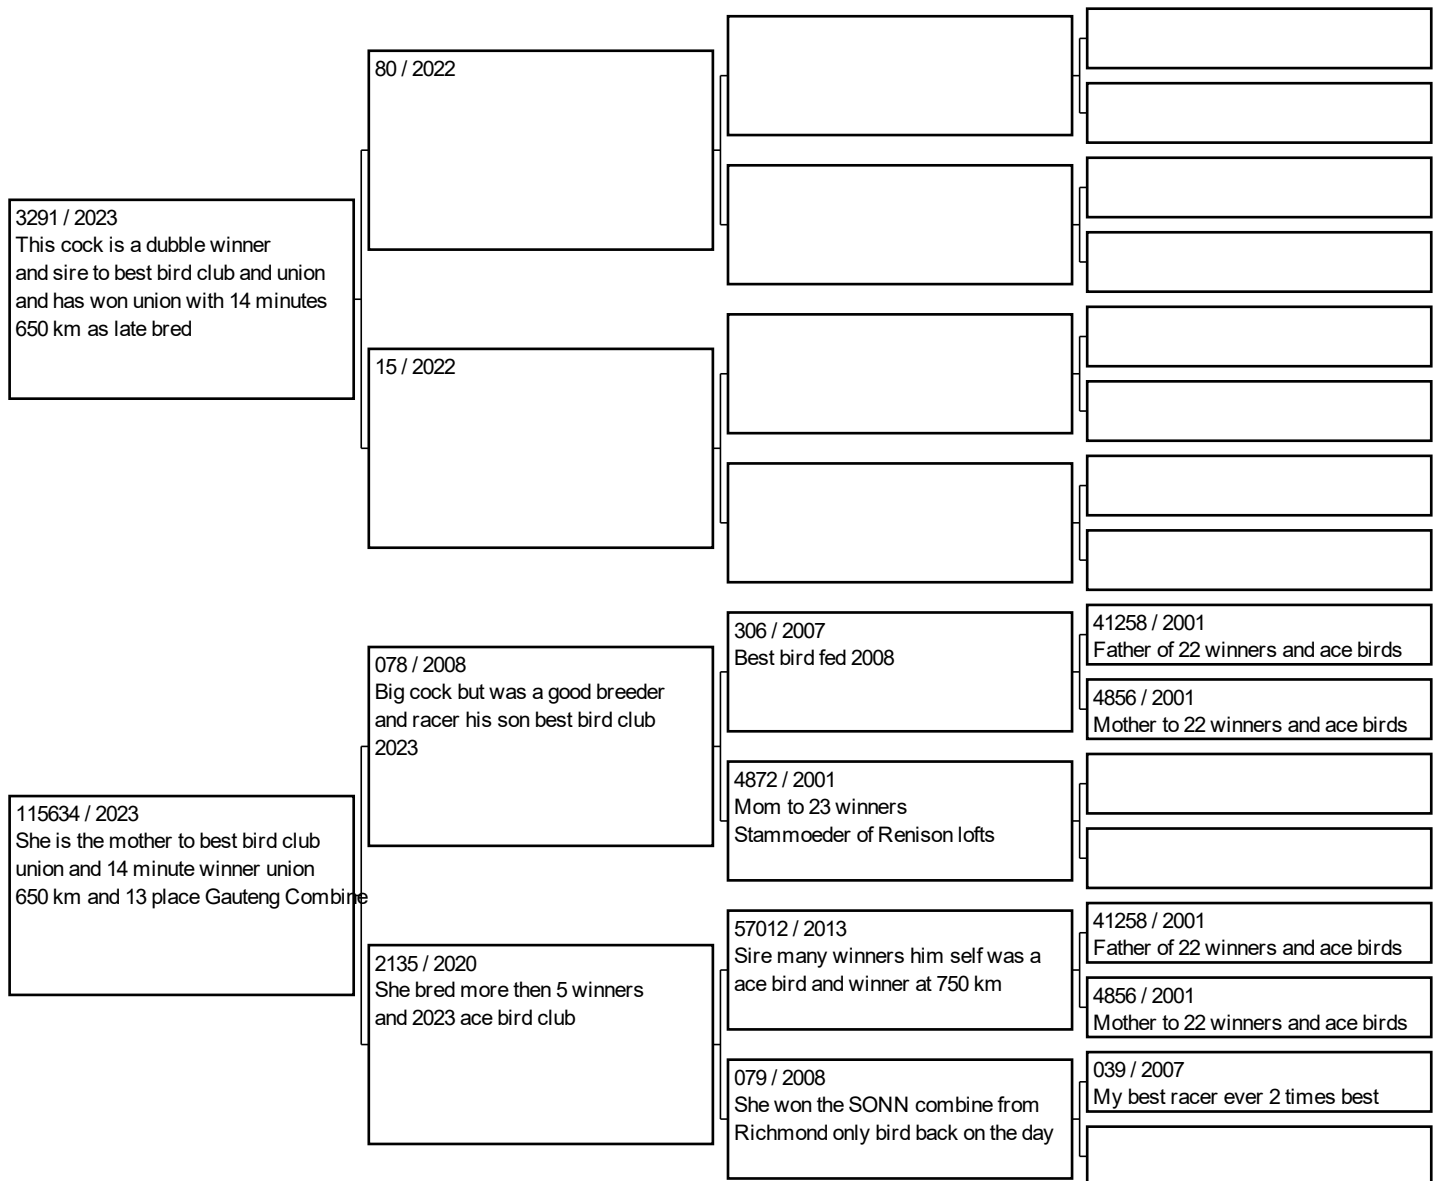 80 / 2022
3291 / 2023
This cock is a dubble winner
and sire to best bird club and union
and has won union with 14 minutes
650 km as late bred
15 / 2022
078 / 2008
Big cock but was a good breeder
and racer his son best bird club
2023
306 / 2007
Best bird fed 2008
41258 / 2001
Father of 22 winners and ace birds
4856 / 2001
Mother to 22 winners and ace birds
4872 / 2001
Mom to 23 winners
Stammoeder of Renison lofts
115634 / 2023
She is the mother to best bird club
union and 14 minute winner union
650 km and 13 place Gauteng Combine
2135 / 2020
She bred more then 5 winners
and 2023 ace bird club
57012 / 2013
Sire many winners him self was a
ace bird and winner at 750 km
41258 / 2001
Father of 22 winners and ace birds
4856 / 2001
Mother to 22 winners and ace birds
079 / 2008
She won the SONN combine from
Richmond only bird back on the day
039 / 2007
My best racer ever 2 times best